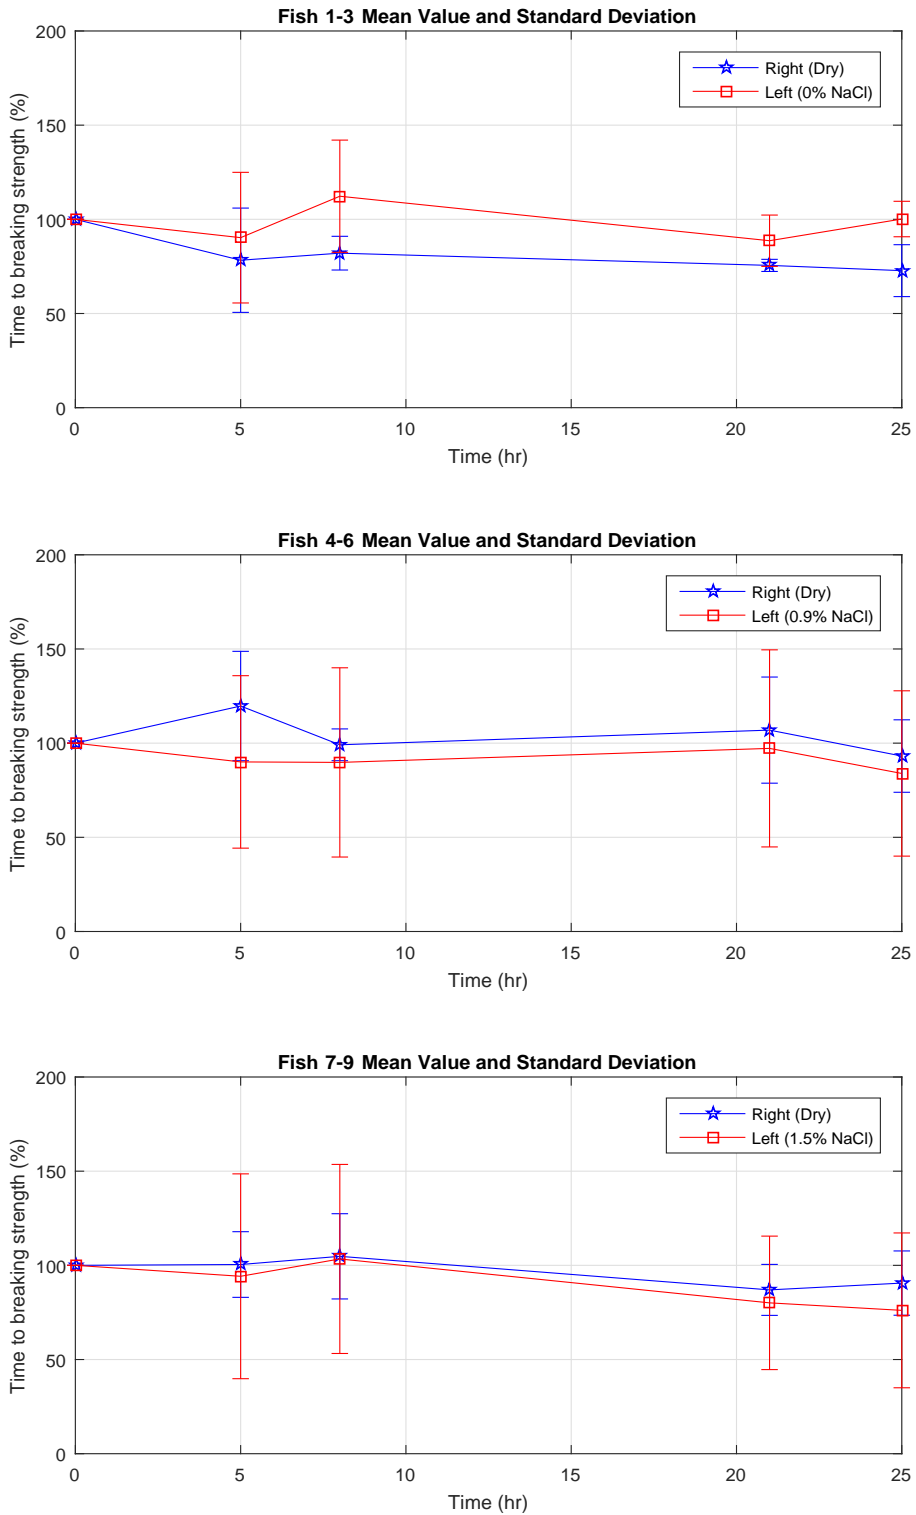 Fish 1-3 Mean Value and Standard Deviation
200
150
100
50
0
Time to breaking strength (%)
Right (Dry)
Left (0% NaCl)
0 5 10 15 20 25
Time (hr)
Fish 4-6 Mean Value and Standard Deviation
200
150
100
50
0
Time to breaking strength (%)
Right (Dry)
Left (0.9% NaCl)
0 5 10 15 20 25
Time (hr)
Fish 7-9 Mean Value and Standard Deviation
200
150
100
50
0
Time to breaking strength (%)
Right (Dry)
Left (1.5% NaCl)
0 5 10 15 20 25
Time (hr)